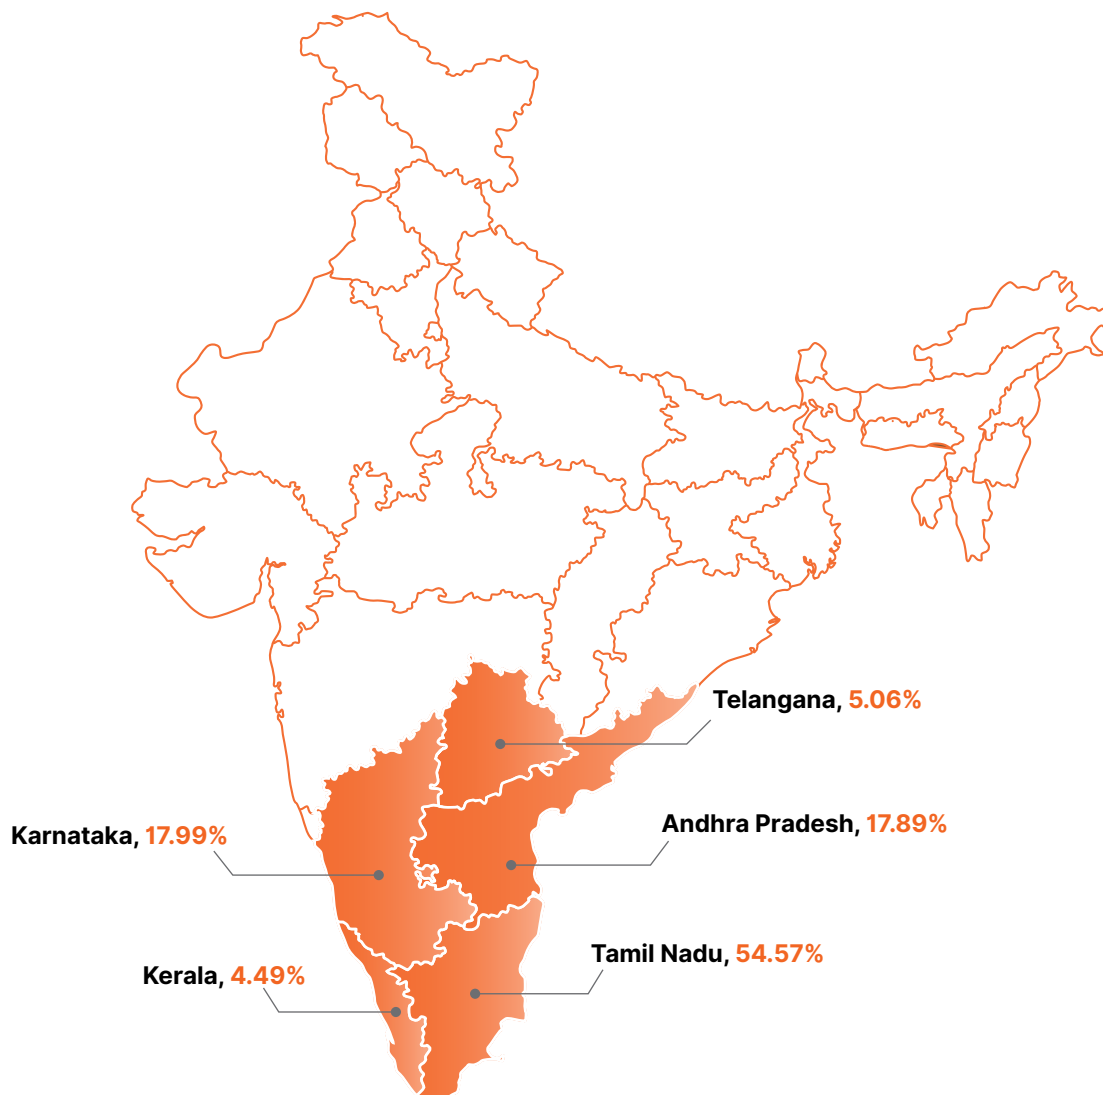 Telangana, 5.06%
Andhra Pradesh, 17.89%
Karnataka, 17.99%
Tamil Nadu, 54.57%
Kerala, 4.49%